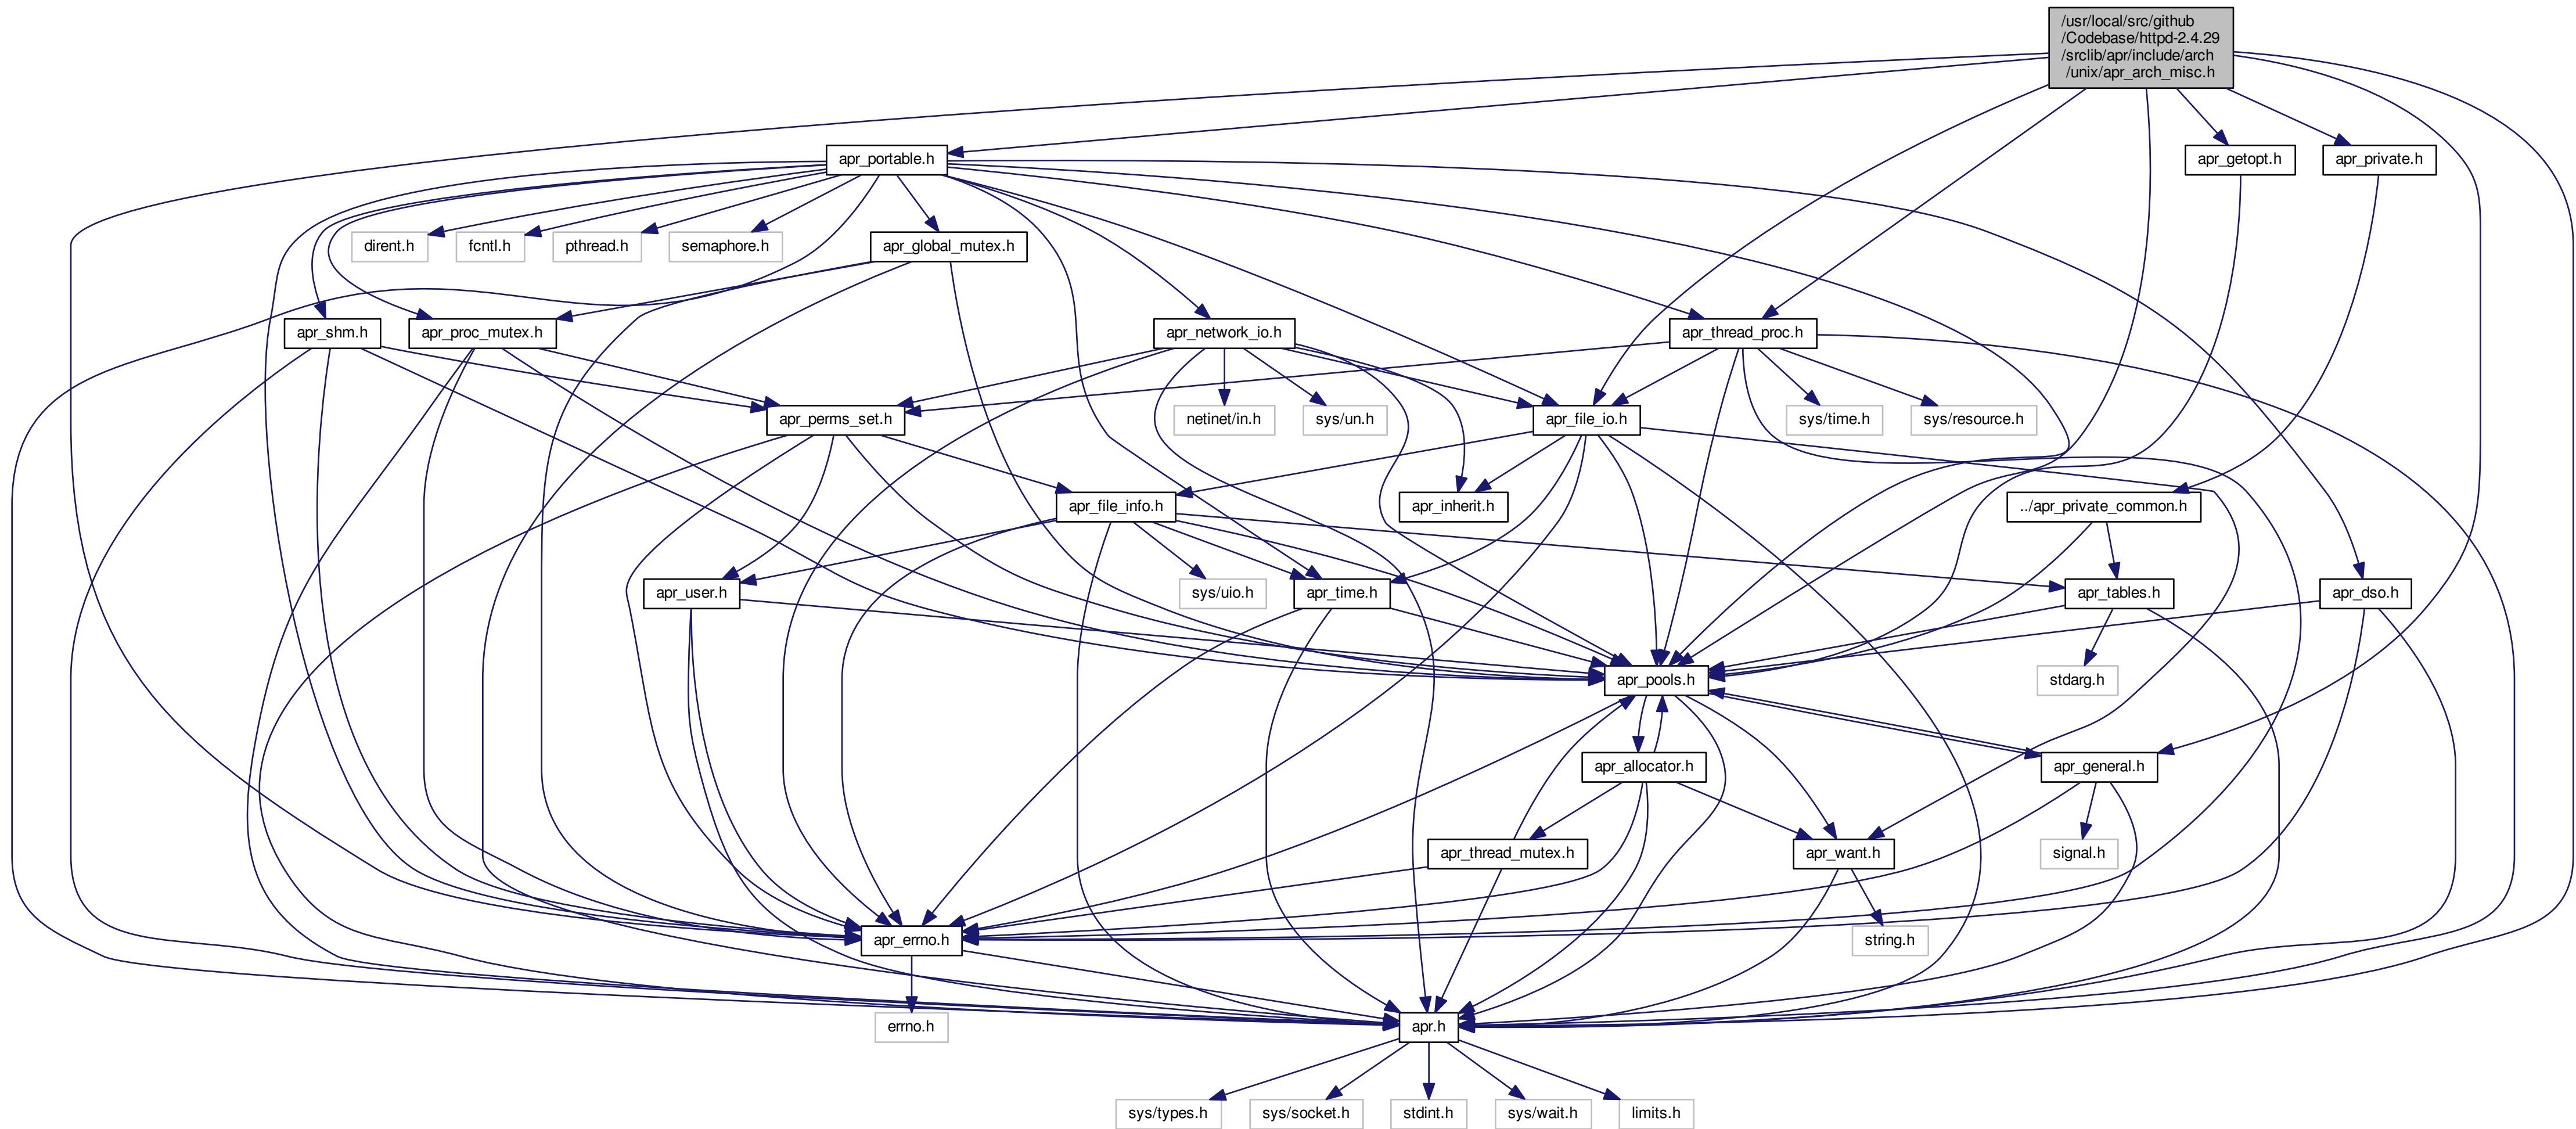 /usr/local/src/github
/Codebase/httpd-2.4.29
/srclib/apr/include/arch
/unix/apr_arch_misc.h
apr_portable.h
apr_getopt.h
apr_private.h
dirent.h
fcntl.h
pthread.h
semaphore.h
apr_global_mutex.h
apr_shm.h
apr_proc_mutex.h
apr_network_io.h
apr_thread_proc.h
apr_perms_set.h
netinet/in.h
sys/un.h
apr_file_io.h
sys/time.h
sys/resource.h
apr_file_info.h
apr_inherit.h
../apr_private_common.h
apr_user.h
sys/uio.h
apr_time.h
apr_tables.h
apr_dso.h
apr_pools.h
stdarg.h
apr_allocator.h
apr_general.h
apr_thread_mutex.h
apr_want.h
signal.h
apr_errno.h
string.h
errno.h
apr.h
sys/types.h
sys/socket.h
stdint.h
sys/wait.h
limits.h